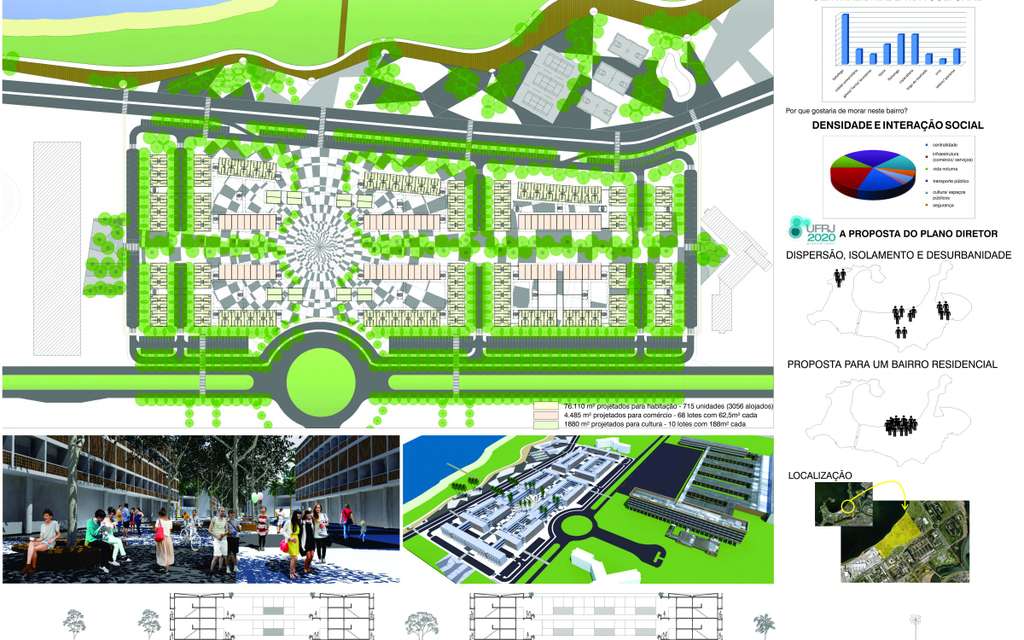 Por que gostaria de morar neste bairro?
DENSIDADE E INTERAÇÃO SOCIAL
centralidade
infraestrutura
(comércio/ serviços)
vida noturna
transporte público
cultura/ espaços
públicos
segurança
UFRJ
2020
A PROPOSTA DO PLANO DIRETOR
DISPERSÃO, ISOLAMENTO E DESURBANIDADE
PROPOSTA PARA UM BAIRRO RESIDENCIAL
76.110 m² projetados para habitação - 715 unidades (3056 alojados)
4.485 m² projetados para comércio - 68 lotes com 62,5m² cada
1880 m² projetados para cultura - 10 lotes com 188m² cada
LOCALIZAÇÃO